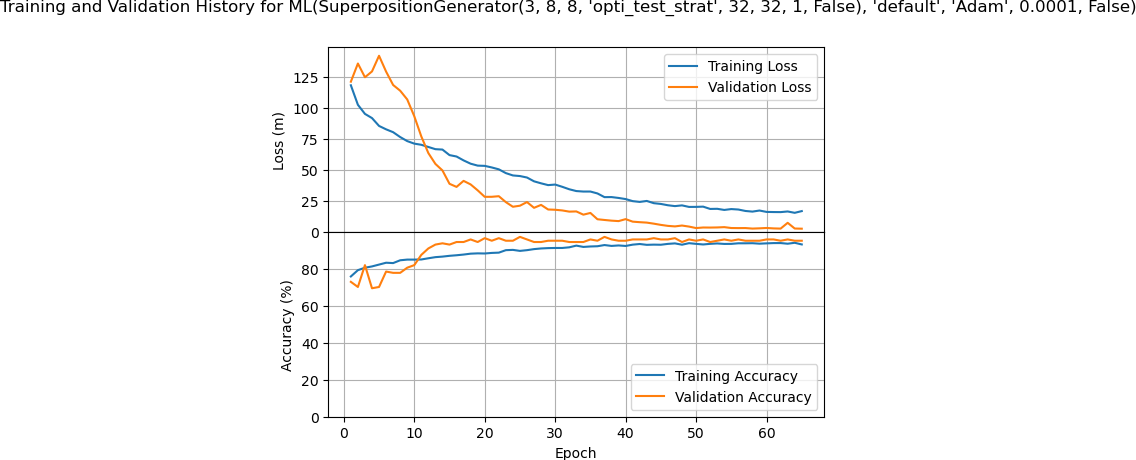 Training and Validation History for ML(SuperpositionGenerator(3, 8, 8, 'opti_test_strat', 32, 32, 1, False), 'default', 'Adam', 0.0001, False)
Training Loss
Validation Loss
125
100
75
50
25
0
Loss (m)
80
60
40
20
0
Accuracy (%)
Training Accuracy
Validation Accuracy
0 10 20 30 40 50 60
Epoch